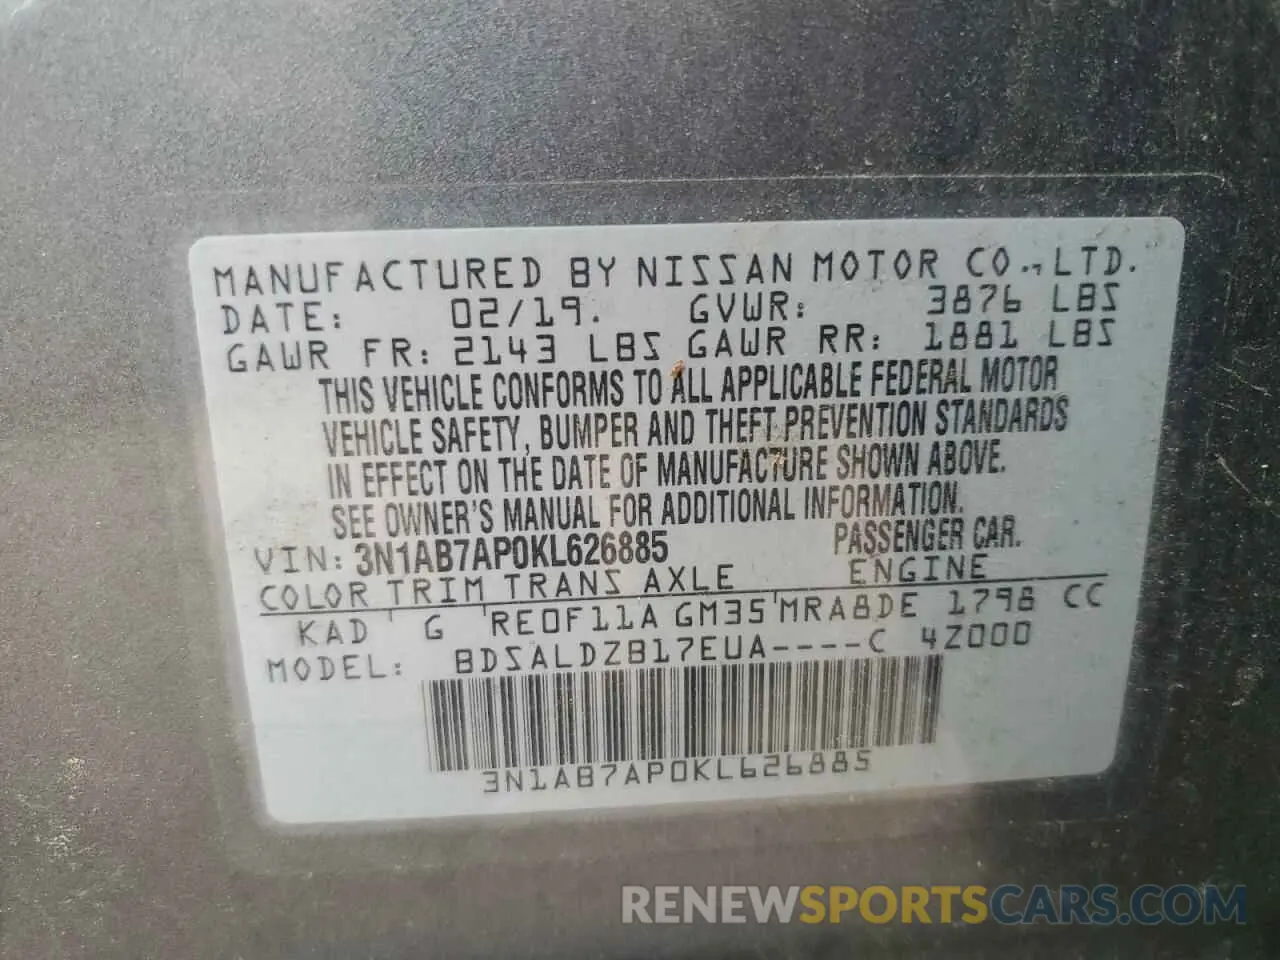 MANUFACTURED BY NISSAN MOTOR CO., LTD.
DATE: 02/19. GVWR: 3876 LBS
GAWR FR: 2143 LBS GAWR RR: 1881 LBS
THIS VEHICLE CONFORMS TO ALL APPLICABLE FEDERAL MOTOR
VEHICLE SAFETY, BUMPER AND THEFT PREVENTION STANDARDS
IN EFFECT ON THE DATE OF MANUFACTURE SHOWN ABOVE.
SEE OWNER'S MANUAL FOR ADDITIONAL INFORMATION.
VIN: 3N1AB7AP0KL626885 PASSENGER CAR.
COLOR TRIM TRANS AXLE ENGINE
KAD G RE0F11A GM35 MRA8DE 1798 CC
MODEL: BDSALDZB17EUA----C 4Z000
3N1AB7AP0KL626885
RENEWSPORTSCARS.COM